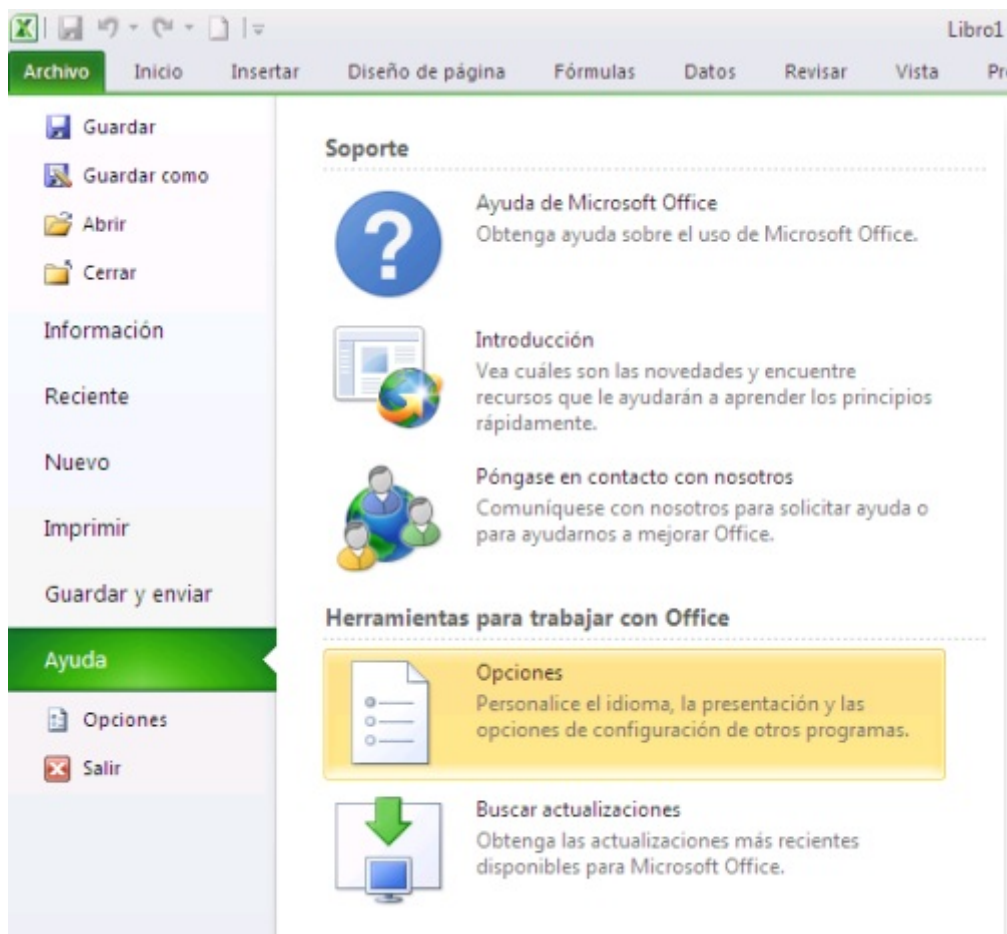 Libro1
Archivo Inicio Insertar Diseño de página Fórmulas Datos Revisar Vista
Guardar
Guardar como
Abrir
Cerrar
Información
Reciente
Nuevo
Imprimir
Guardar y enviar
Ayuda
Opciones
Salir
Soporte
Ayuda de Microsoft Office
Obtenga ayuda sobre el uso de Microsoft Office.
Introducción
Vea cuáles son las novedades y encuentre
recursos que le ayudarán a aprender los principios
rápidamente.
Póngase en contacto con nosotros
Comuníquese con nosotros para solicitar ayuda o
para ayudarnos a mejorar Office.
Herramientas para trabajar con Office
Opciones
Personalice el idioma, la presentación y las
opciones de configuración de otros programas.
Buscar actualizaciones
Obtenga las actualizaciones más recientes
disponibles para Microsoft Office.